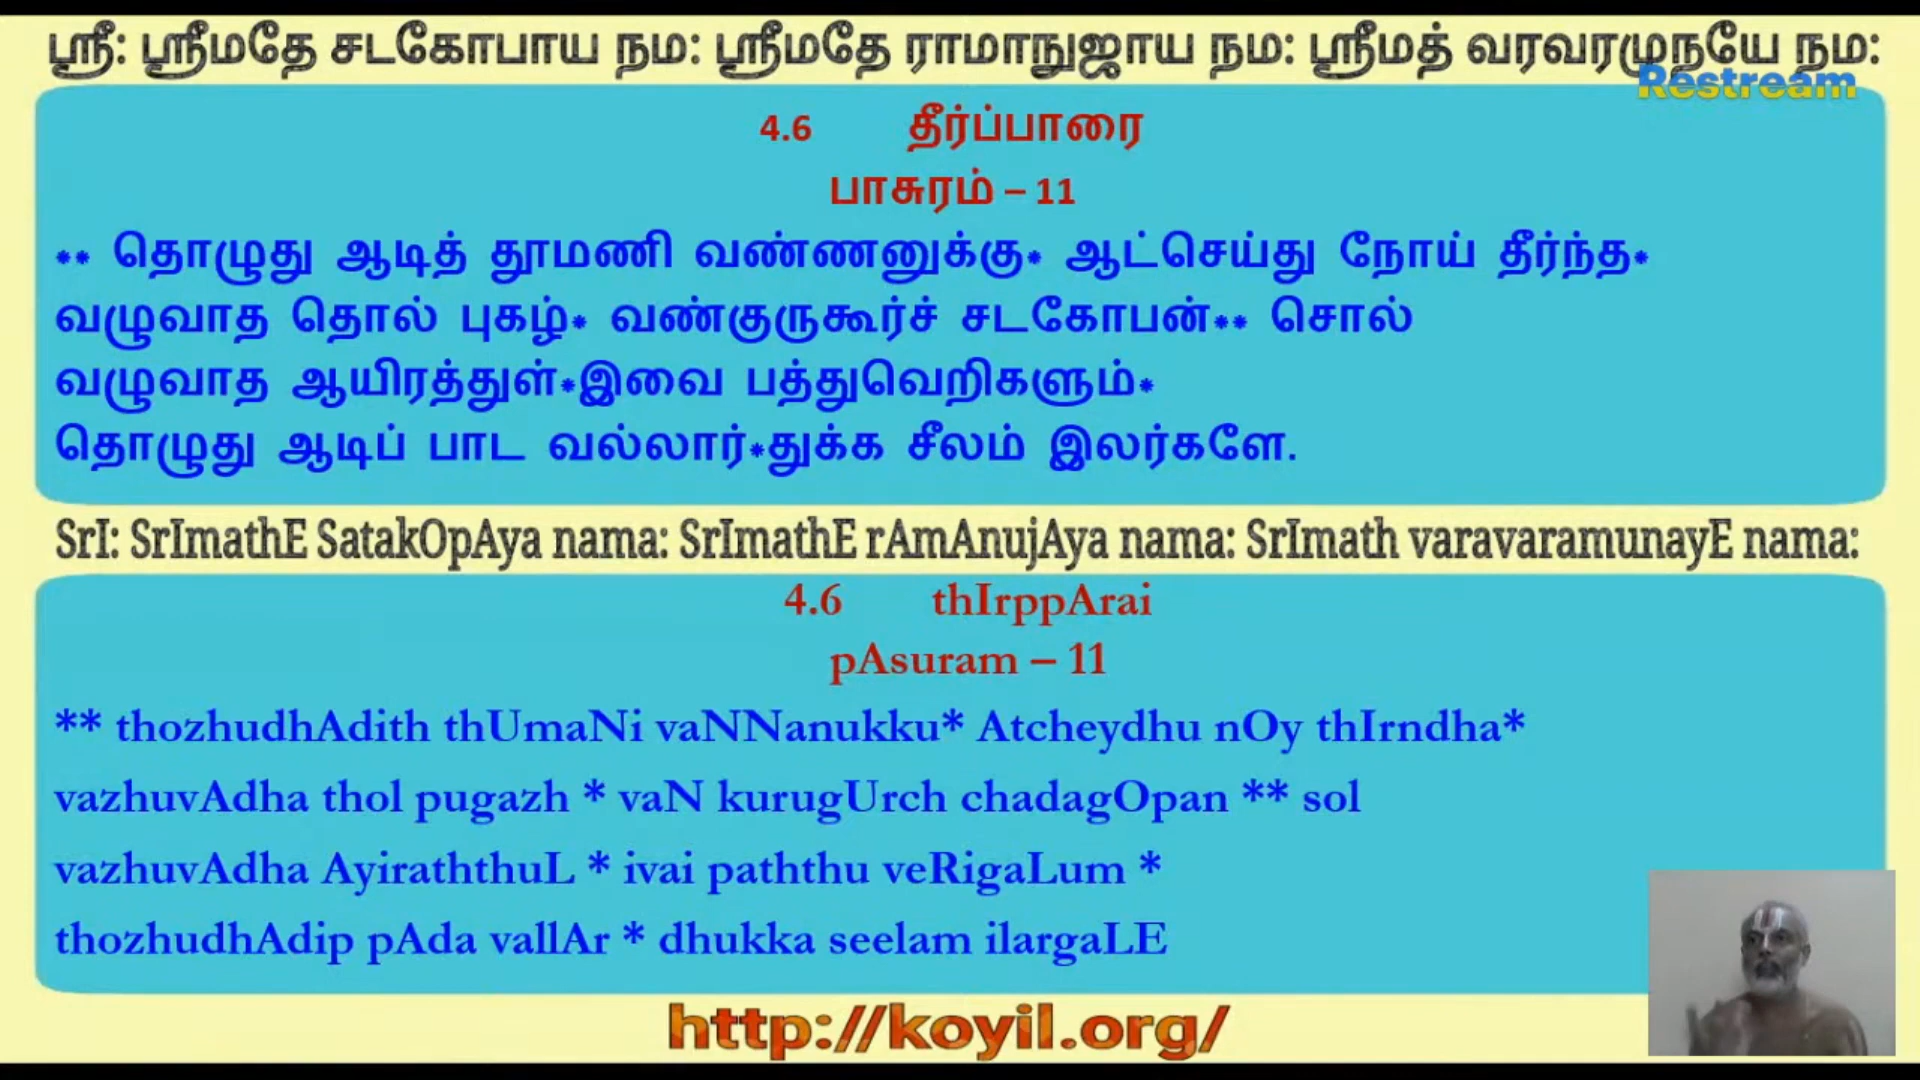 ஸ்ரீ: ஸ்ரீமதே சடகோபாய நம: ஸ்ரீமதே ராமாநுஜாய நம: ஸ்ரீமத் வரவரமுநயே நம:
Restream
4.6 தீர்ப்பாரை
பாசுரம் – 11
** தொழுது ஆடித் தூமணி வண்ணனுக்கு* ஆட்செய்து நோய் தீர்ந்த*
வழுவாத தொல் புகழ்* வண்குருகூர்ச் சடகோபன்** சொல்
வழுவாத ஆயிரத்துள்*இவை பத்துவெறிகளும்*
தொழுது ஆடிப் பாட வல்லார்*துக்க சீலம் இலர்களே.
SrI: SrImathE SatakOpAya nama: SrImathE rAmAnujAya nama: SrImath varavaramunayE nama:
4.6 thIrppArai
pAsuram – 11
** thozhudhAdith thUmaNi vaNNanukku* Atcheydhu nOy thIrndha*
vazhuvAdha thol pugazh * vaN kurugUrch chadagOpan ** sol
vazhuvAdha AyiraththuL * ivai paththu veRigaLum *
thozhudhAdip pAda vallAr * dhukka seelam ilargaLE
http://koyil.org/